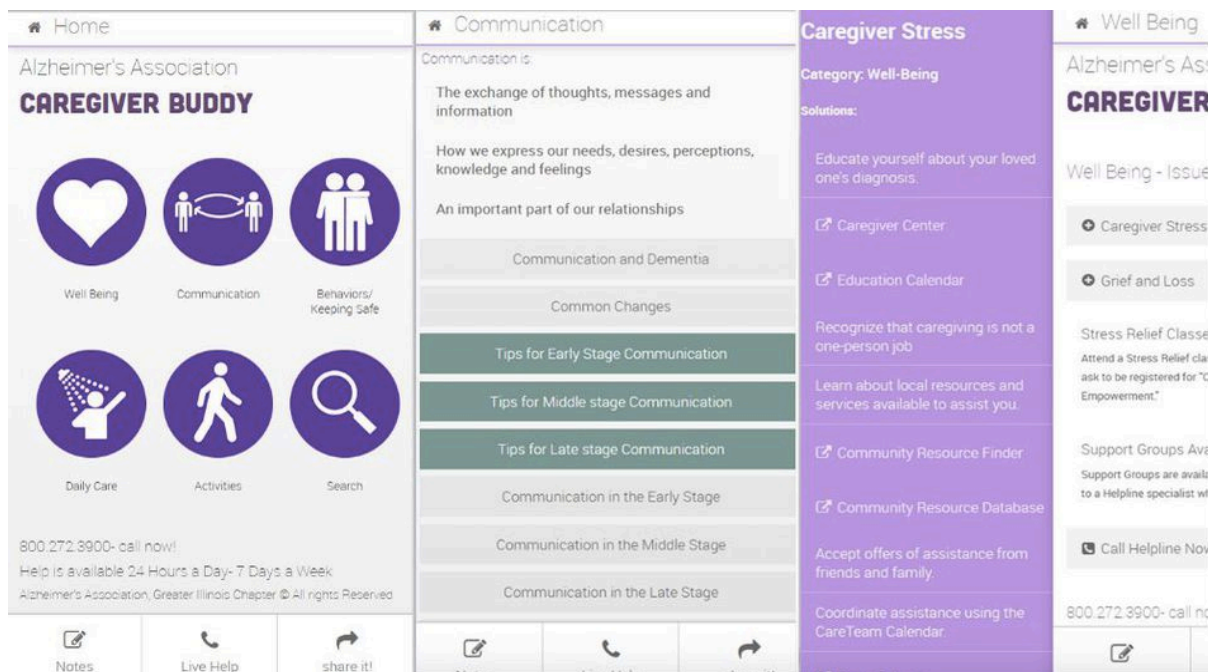 Home
Alzheimer's Association
CAREGIVER BUDDY
Well Being
Communication
Behaviors/
Keeping Safe
Daily Care
Activities
Search
800.272.3900- call now!
Help is available 24 Hours a Day- 7 Days a Week
Alzheimer's Association, Greater Illinois Chapter © All rights Reserved
Notes
Live Help
share it!
Communication
Communication is:
The exchange of thoughts, messages and
information
How we express our needs, desires, perceptions,
knowledge and feelings
An important part of our relationships
Communication and Dementia
Common Changes
Tips for Early Stage Communication
Tips for Middle stage Communication
Tips for Late stage Communication
Communication in the Early Stage
Communication in the Middle Stage
Communication in the Late Stage
Caregiver Stress
Category: Well-Being
Solutions:
Educate yourself about your loved
one's diagnosis.
Caregiver Center
Education Calendar
Recognize that caregiving is not a
one-person job
Learn about local resources and
services available to assist you.
Community Resource Finder
Community Resource Database
Accept offers of assistance from
friends and family.
Coordinate assistance using the
CareTeam Calendar.
Well Being
Alzheimer's Ass
CAREGIVER
Well Being - Issue
Caregiver Stress
Grief and Loss
Stress Relief Classe
Attend a Stress Relief cla
ask to be registered for "C
Empowerment."
Support Groups Ava
Support Groups are availa
to a Helpline specialist wh
Call Helpline Now
800.272.3900- call no